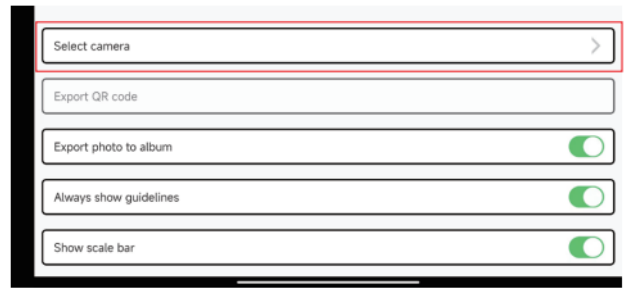 Select camera
Export QR code
Export photo to album
Always show guidelines
Show scale bar